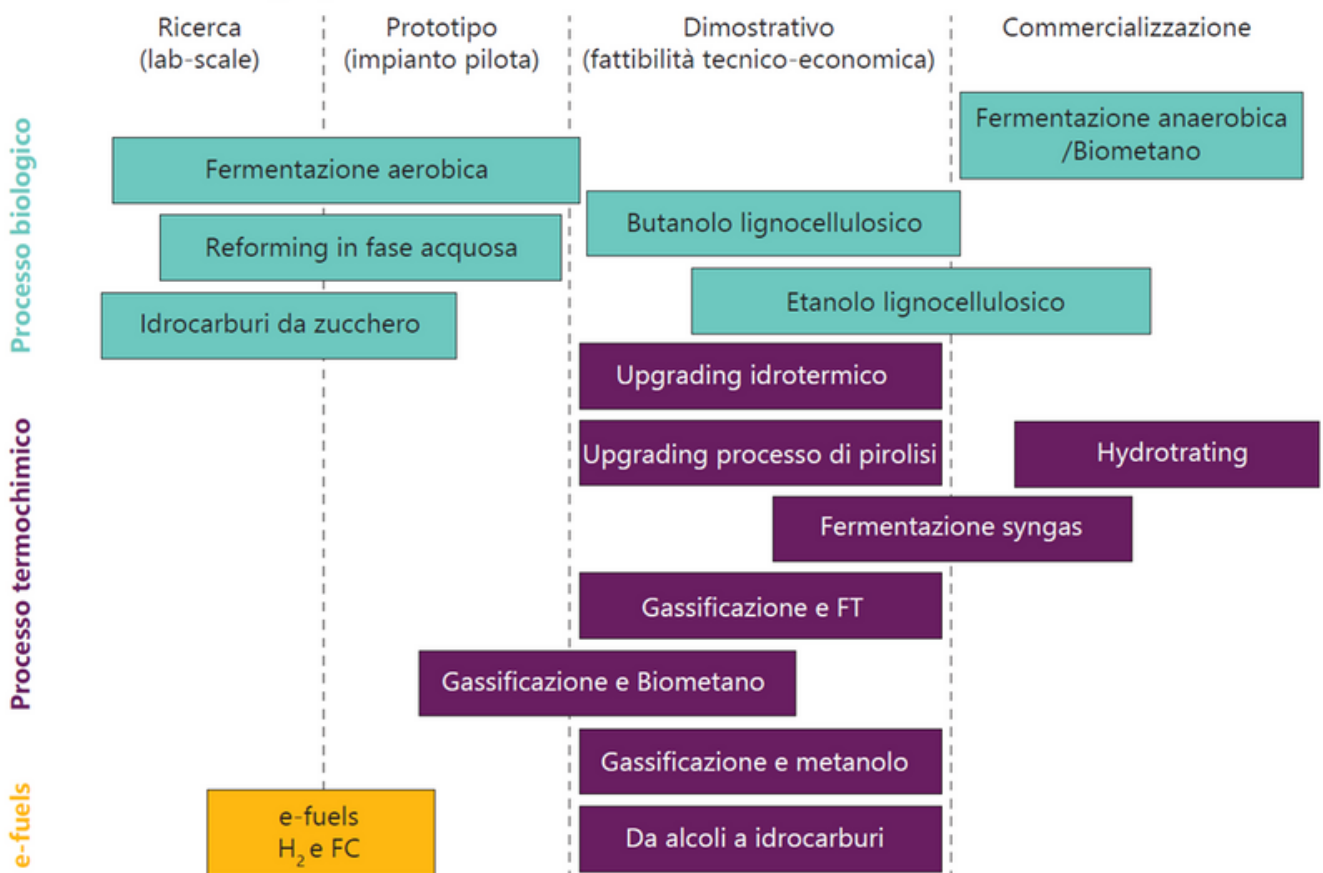 Ricerca
(lab-scale)
Prototipo
(impianto pilota)
Dimostrativo
(fattibilità tecnico-economica)
Commercializzazione
Processo biologico
Fermentazione anaerobica
/Biometano
Fermentazione aerobica
Butanolo lignocellulosico
Reforming in fase acquosa
Etanolo lignocellulosico
Idrocarburi da zucchero
Processo termochimico
Upgrading idrotermico
Upgrading processo di pirolisi
Hydrotrating
Fermentazione syngas
Gassificazione e FT
Gassificazione e Biometano
Gassificazione e metanolo
Da alcoli a idrocarburi
e-fuels
e-fuels
H₂ e FC